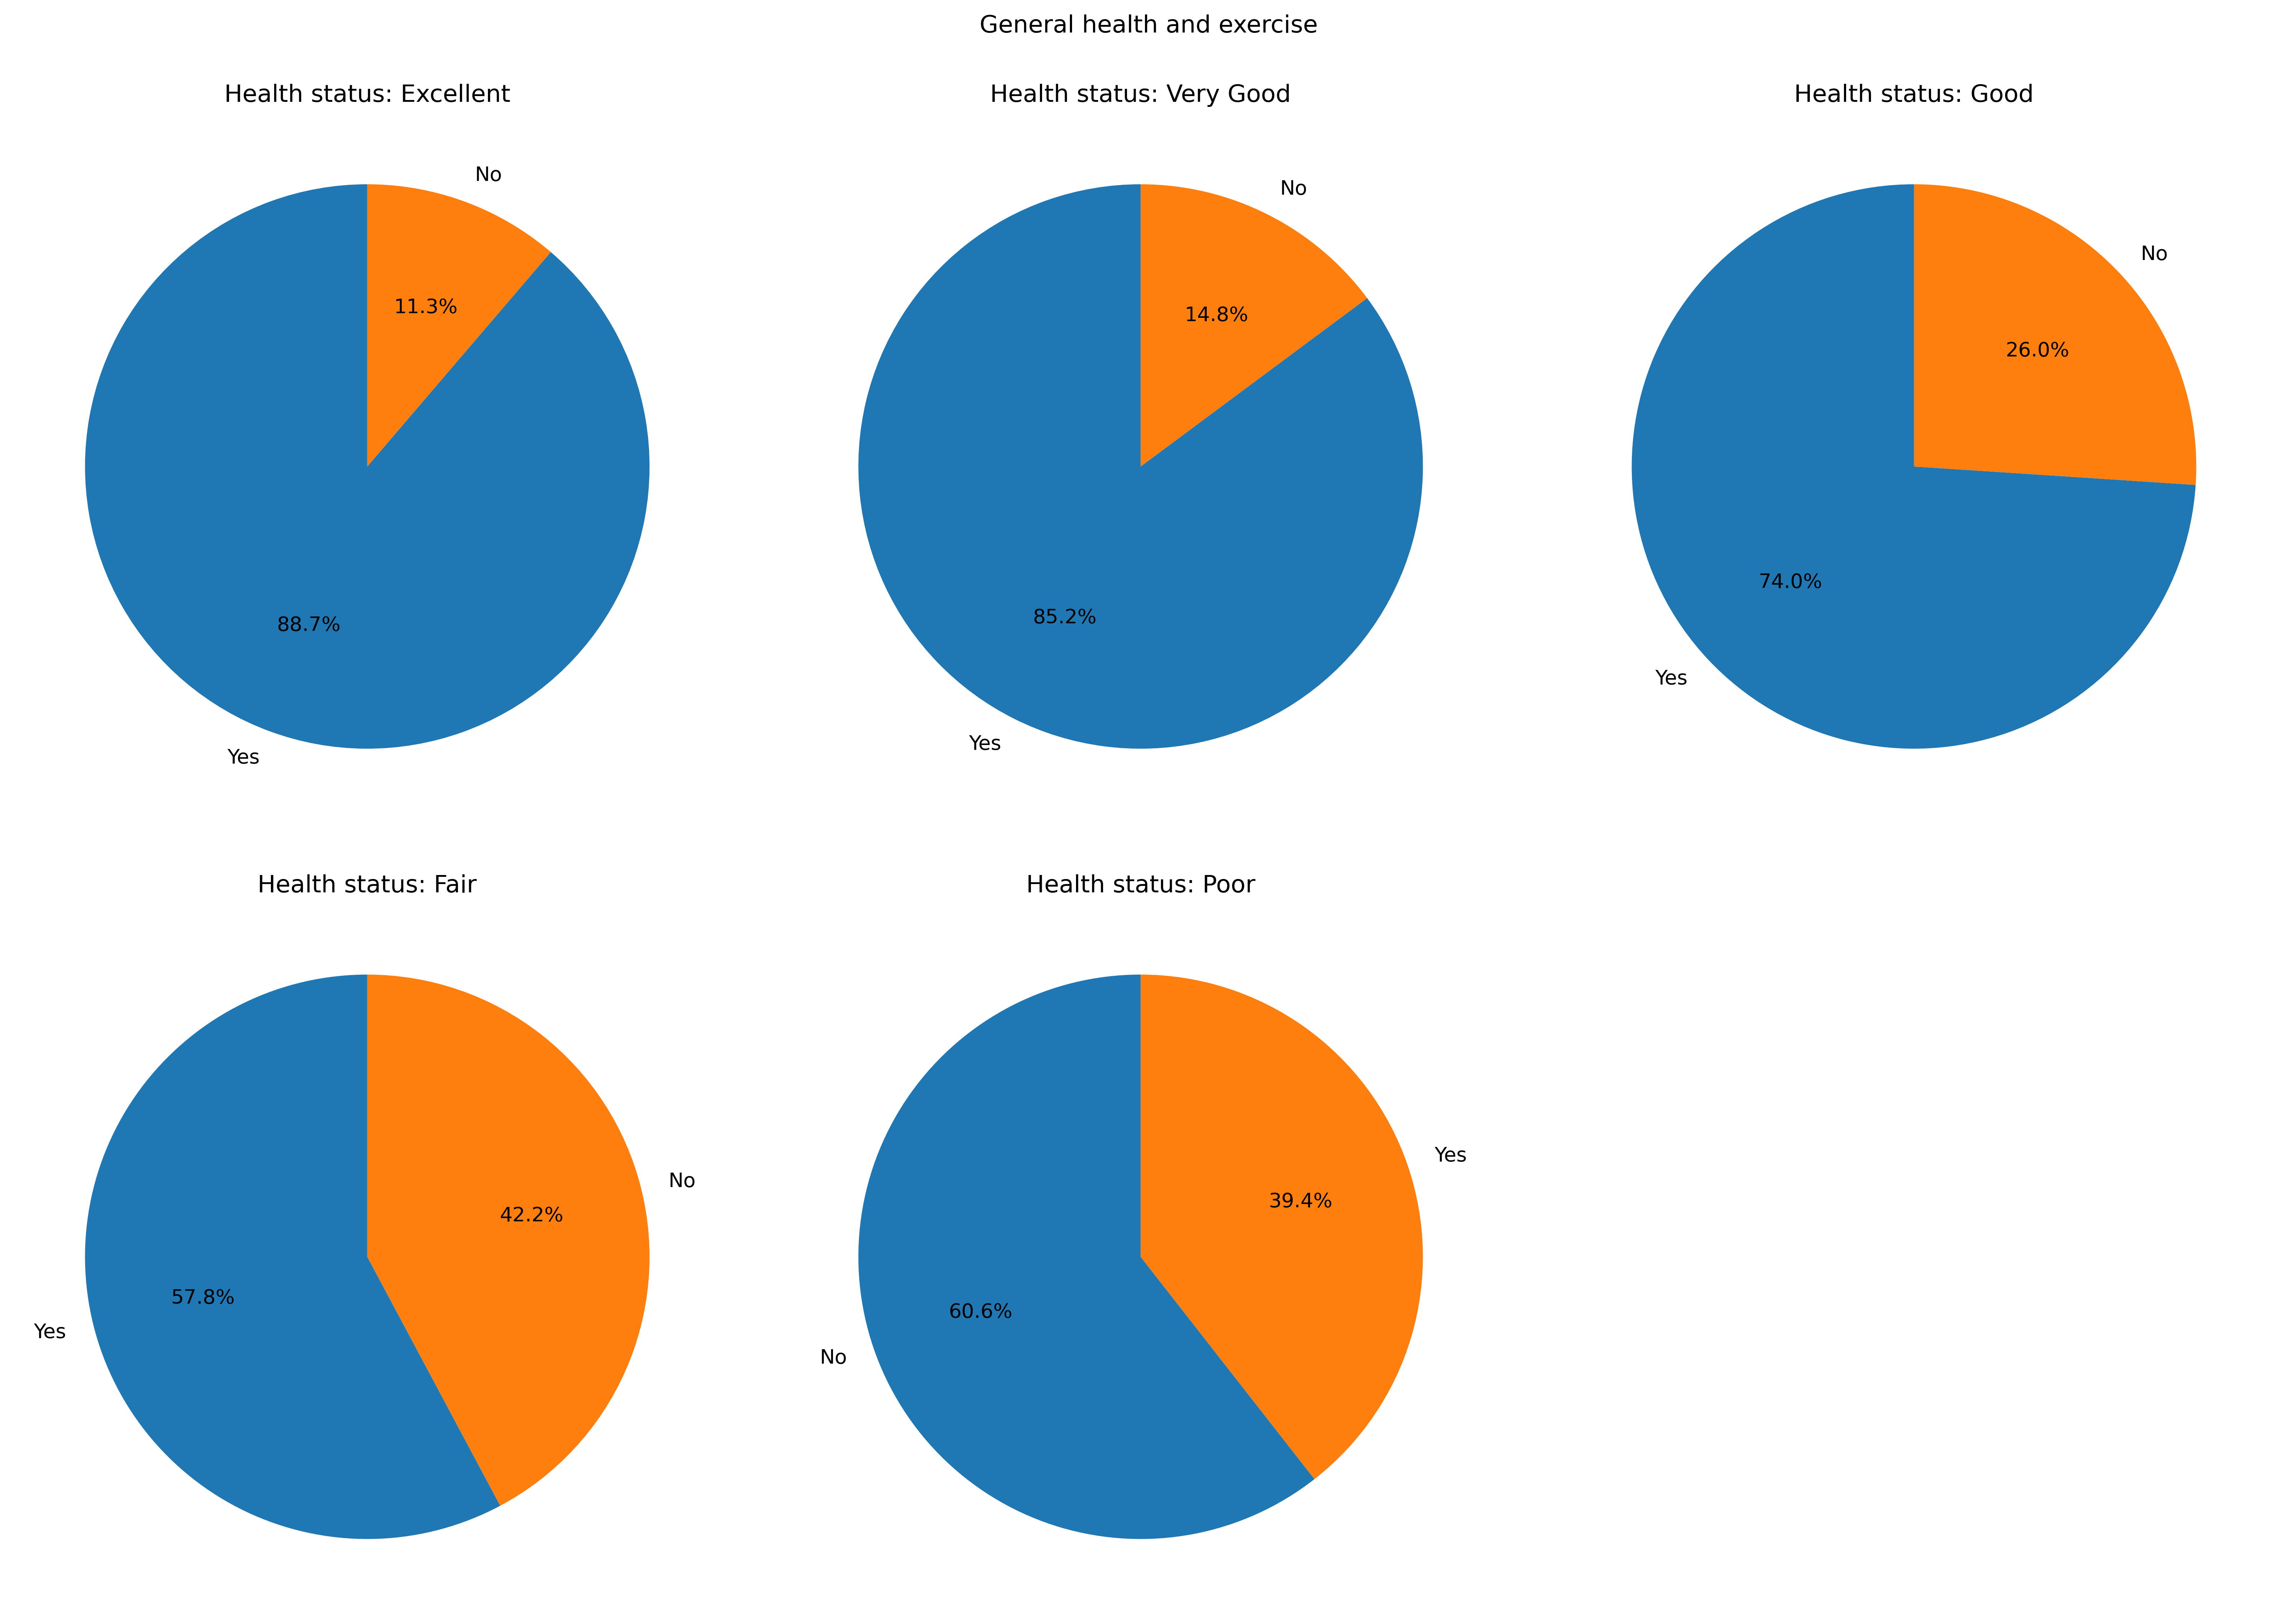 General health and exercise
Health status: Excellent
No
11.3%
88.7%
Yes
Health status: Very Good
No
14.8%
85.2%
Yes
Health status: Good
No
26.0%
74.0%
Yes
Health status: Fair
No
42.2%
57.8%
Yes
Health status: Poor
Yes
39.4%
60.6%
No